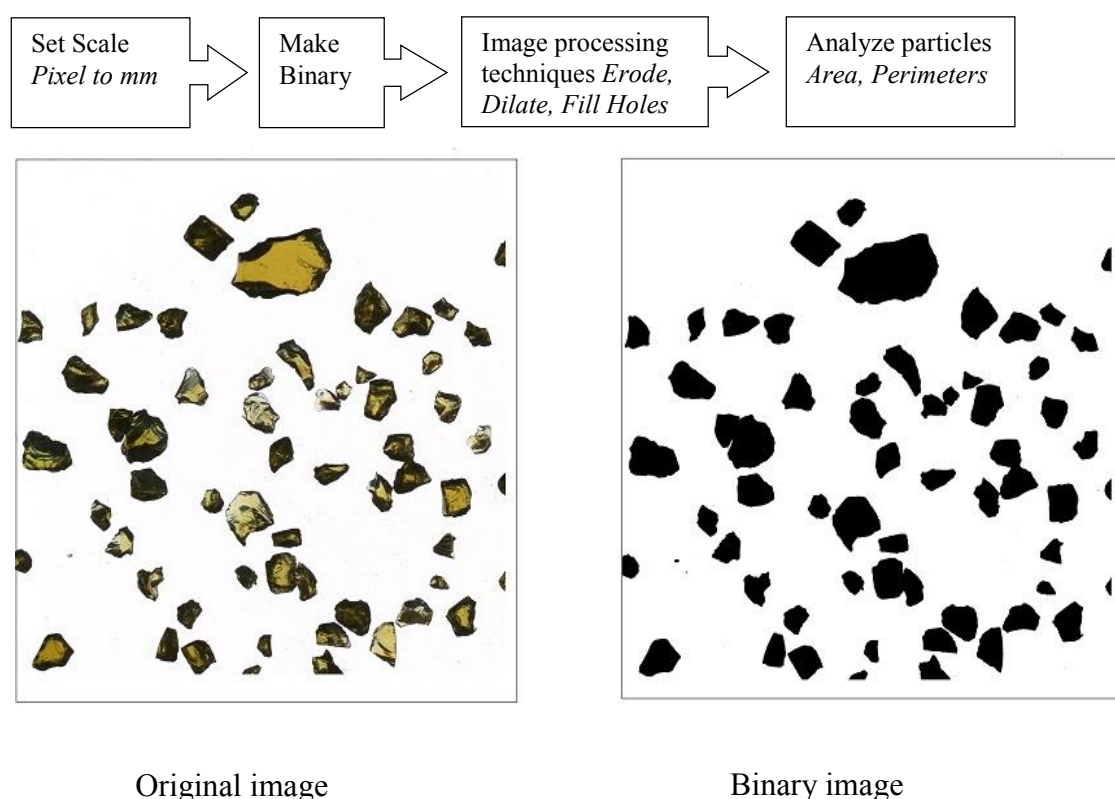 Set Scale
Pixel to mm
Make
Binary
Image processing
techniques Erode,
Dilate, Fill Holes
Analyze particles
Area, Perimeters
Original image
Binary image